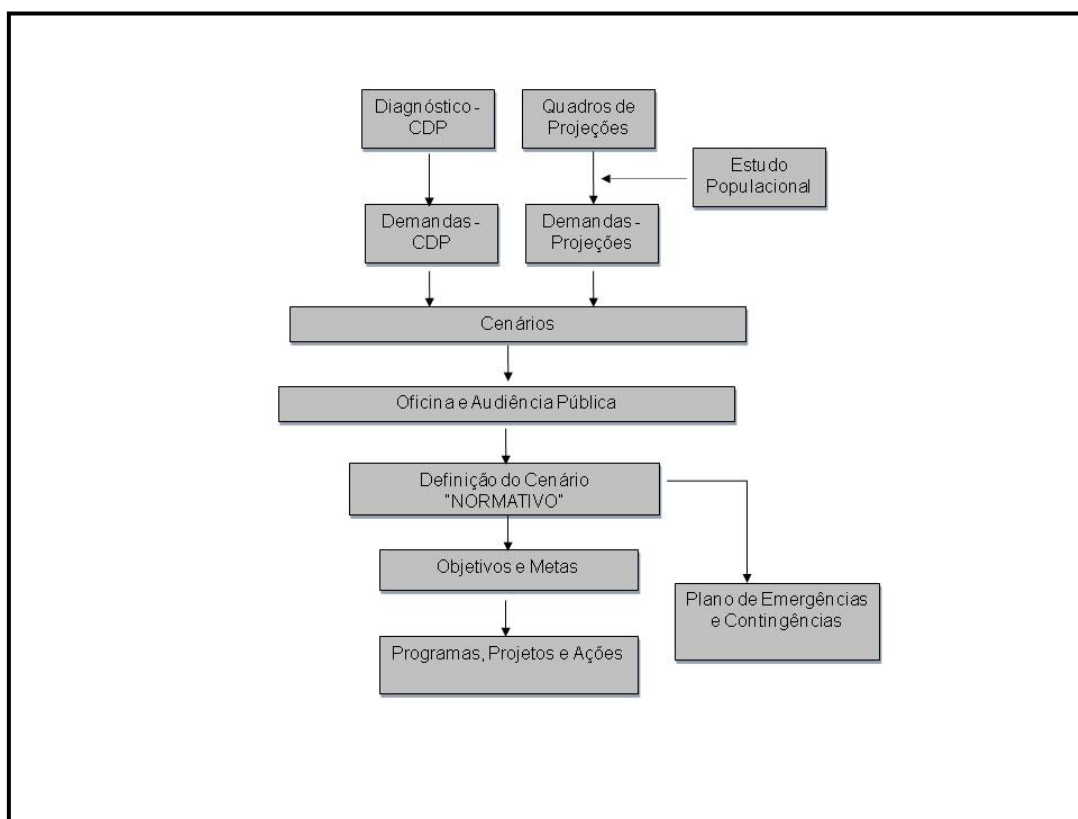 Diagnóstico -
CDP
Quadros de
Projeções
Estudo
Populacional
Demandas -
CDP
Demandas -
Projeções
Cenários
Oficina e Audiência Pública
Definição do Cenário
"NORMATIVO"
Objetivos e Metas
Plano de Emergências
e Contingências
Programas, Projetos e Ações